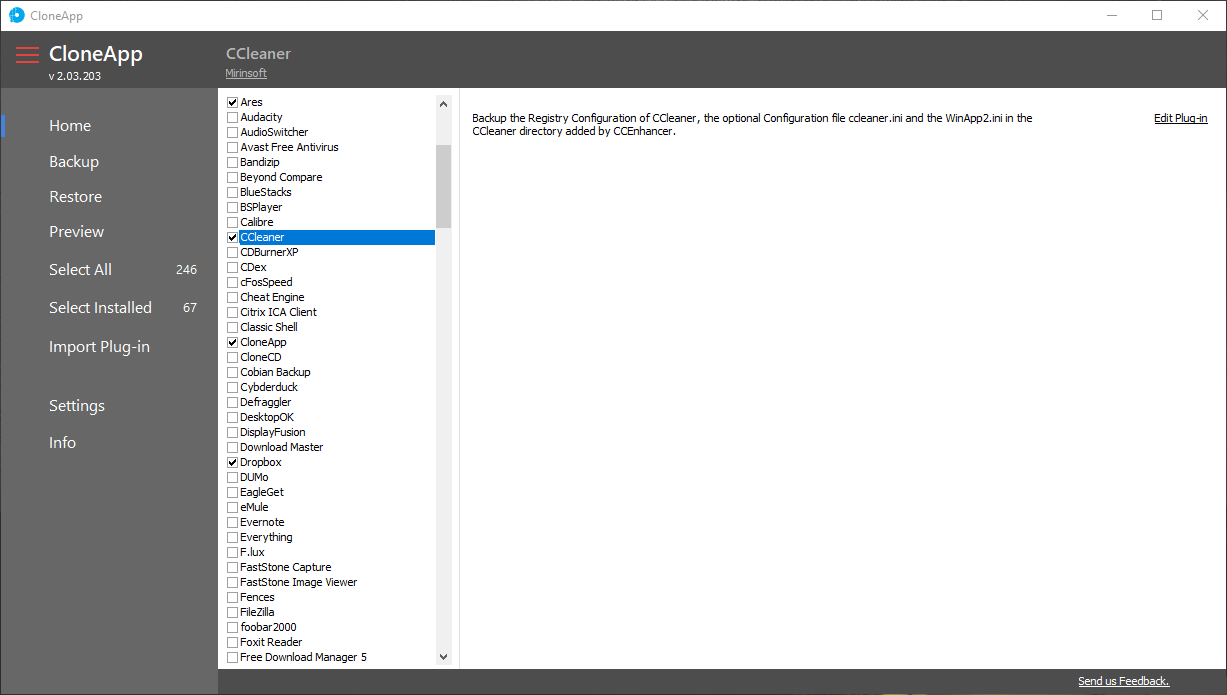 CloneApp
CloneApp
v 2.03.203
CCleaner
Mirinsoft
Home
Backup
Restore
Preview
Select All 246
Select Installed 67
Import Plug-in
Settings
Info
Ares
Audacity
AudioSwitcher
Avast Free Antivirus
Bandizip
Beyond Compare
BlueStacks
BSPlayer
Calibre
CCleaner
CDBurnerXP
CDex
cFosSpeed
Cheat Engine
Citrix ICA Client
Classic Shell
CloneApp
CloneCD
Cobian Backup
Cybderduck
Defraggler
DesktopOK
DisplayFusion
Download Master
Dropbox
DUMo
EagleGet
eMule
Evernote
Everything
F.lux
FastStone Capture
FastStone Image Viewer
Fences
FileZilla
foobar2000
Foxit Reader
Free Download Manager 5
Backup the Registry Configuration of CCleaner, the optional Configuration file ccleaner.ini and the WinApp2.ini in the
CCleaner directory added by CCEnhancer.
Edit Plug-in
Send us Feedback.